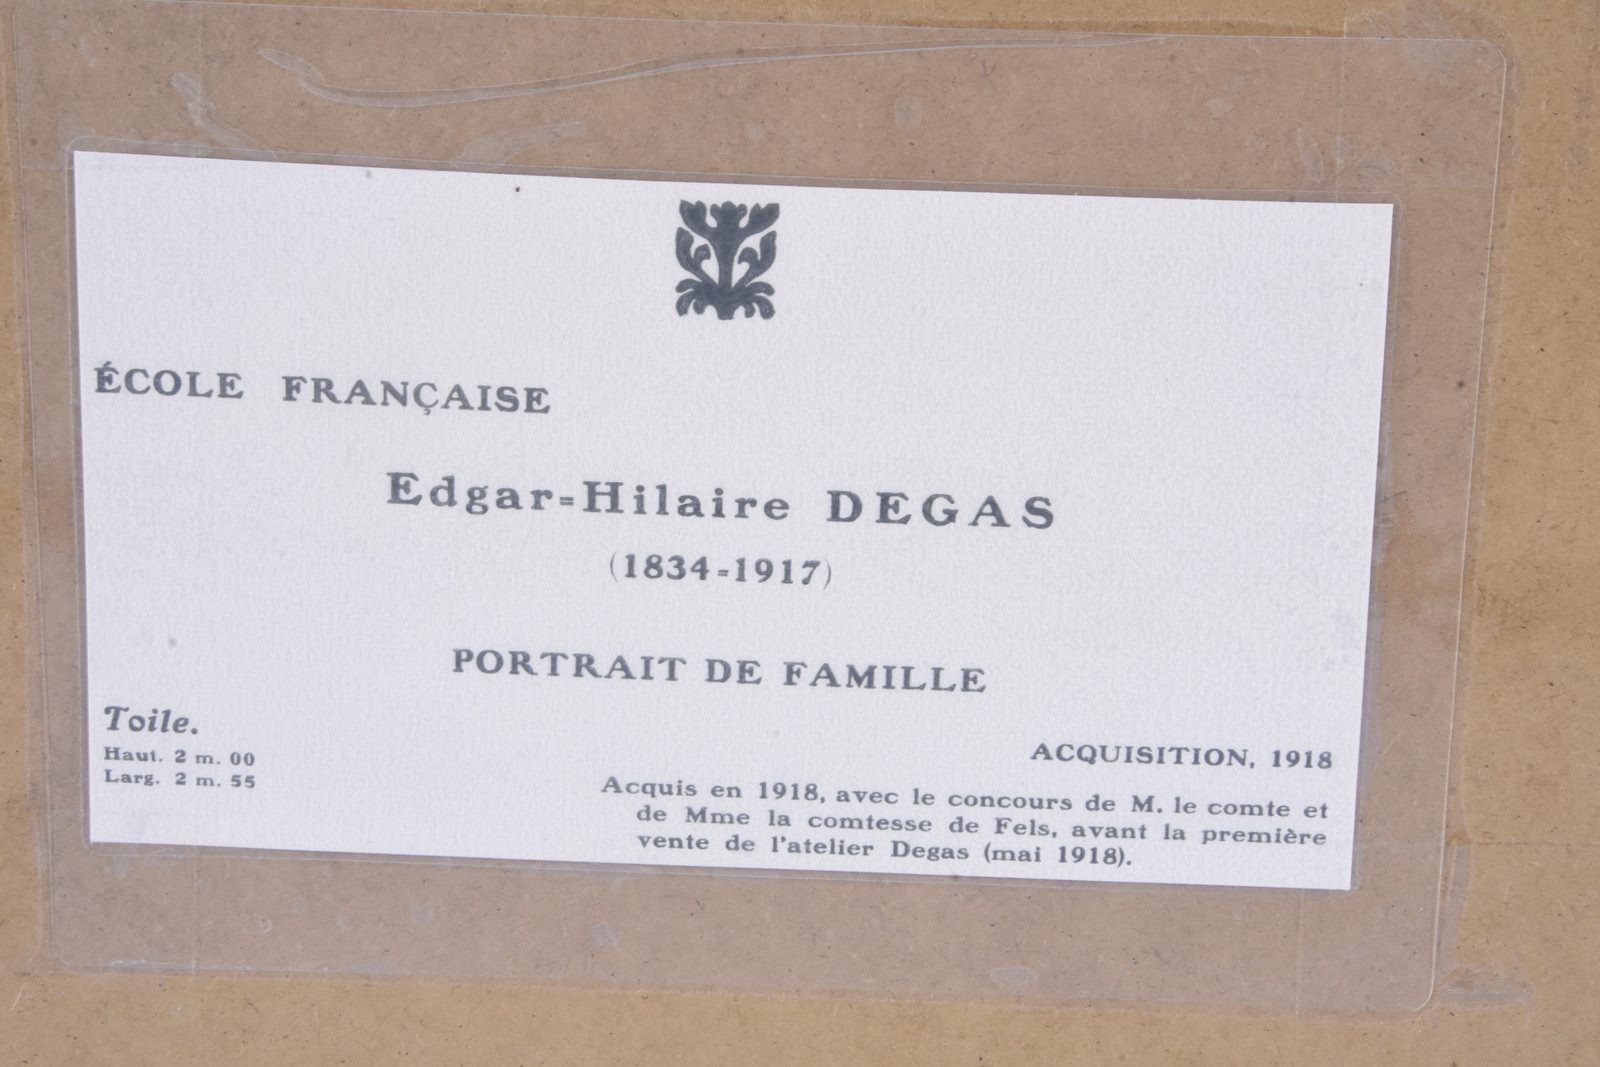 ÉCOLE FRANÇAISE
Edgar-Hilaire DEGAS
(1834-1917)
PORTRAIT DE FAMILLE
Toile.
Haut. 2 m. 00
Larg. 2 m. 55
ACQUISITION, 1918
Acquis en 1918, avec le concours de M. le comte et
de Mme la comtesse de Fels, avant la première
vente de l'atelier Degas (mai 1918).